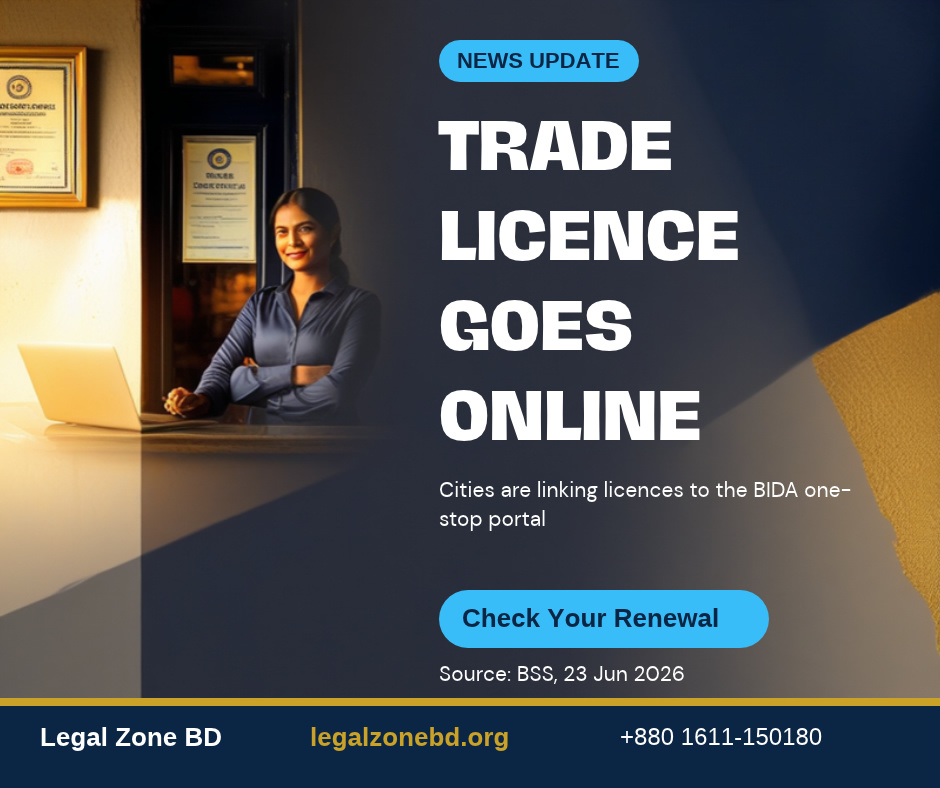 NEWS UPDATE
TRADE
LICENCE
GOES
ONLINE
Cities are linking licences to the BIDA one-
stop portal
Check Your Renewal
Source: BSS, 23 Jun 2026
Legal Zone BD legalzonebd.org +880 1611-150180